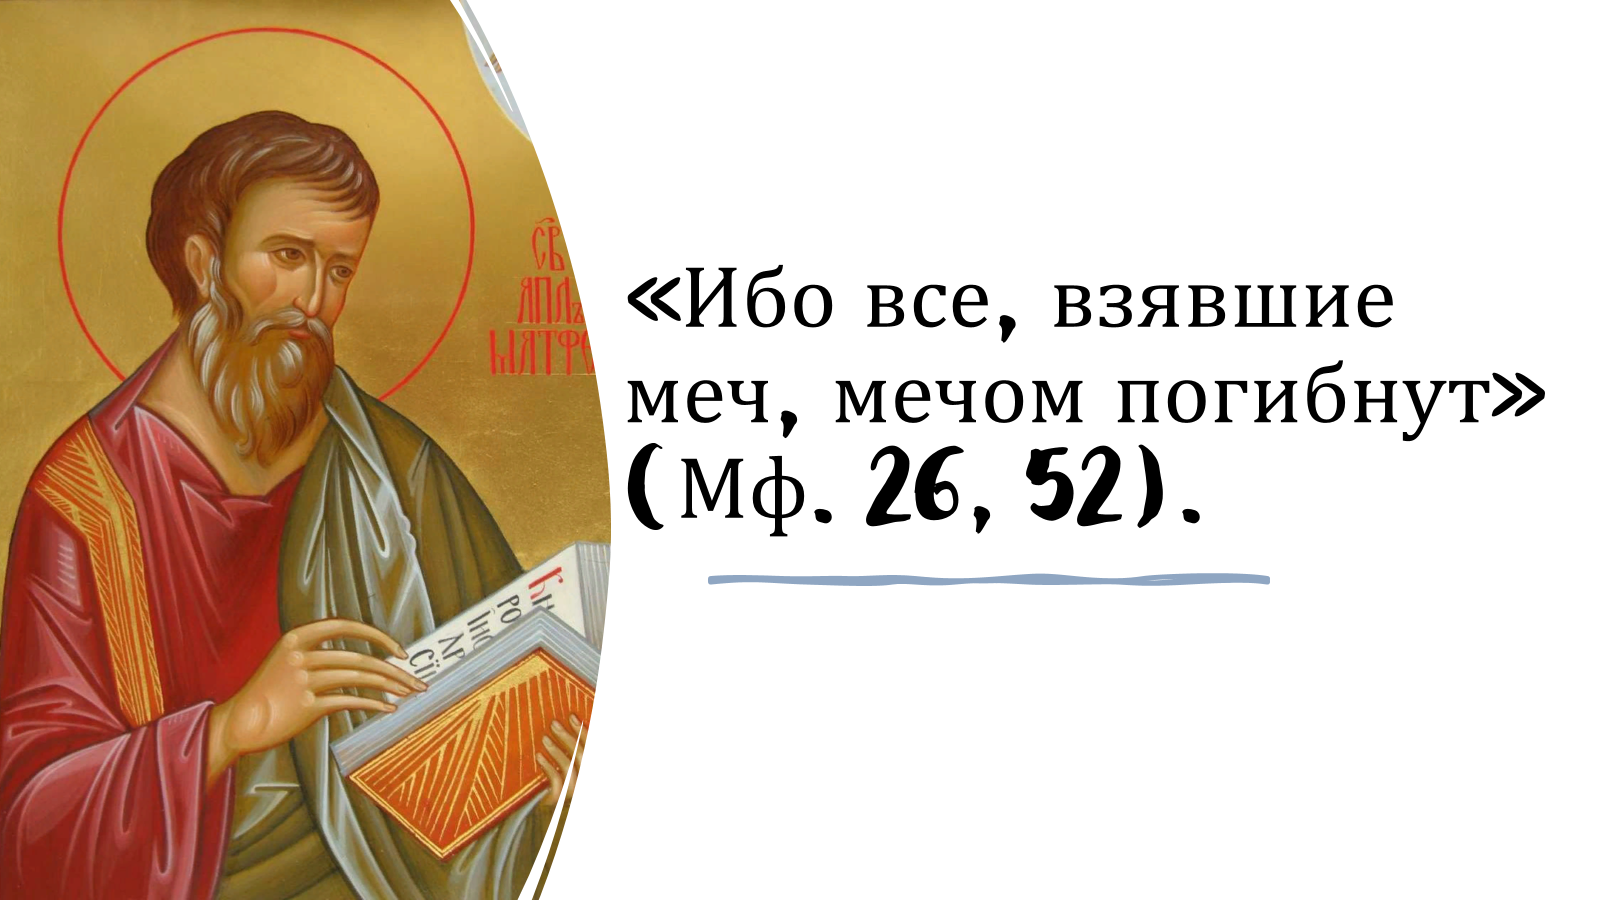 «Ибо все, взявшие
меч, мечом погибнут»
(Мф. 26, 52).